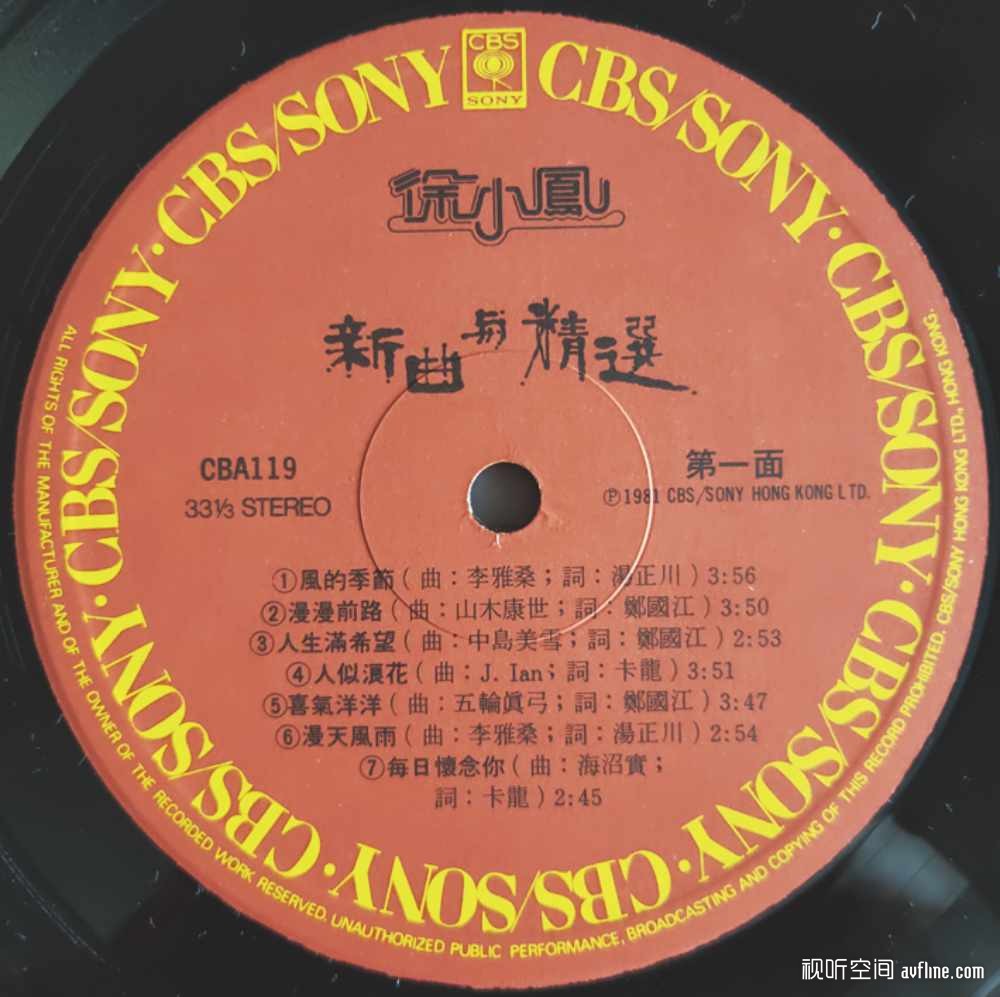 CBS
SONY
CBS/SONY · CBS/SONY · CBS/SONY · CBS/SONY · CBS/SONY · CBS/SONY · CBS/SONY · CBS/SONY
徐小鳳
新曲與精選
CBA119
第一面
33⅓ STEREO
Ⓟ1981 CBS/SONY HONG KONG LTD.
①風的季節(曲:李雅桑;詞:湯正川)3:56
②漫漫前路(曲:山木康世;詞:鄭國江)3:50
③人生滿希望(曲:中島美雪;詞:鄭國江)2:53
④人似浪花(曲:J. Ian;詞:卡龍)3:51
⑤喜氣洋洋(曲:五輪眞弓;詞:鄭國江)3:47
⑥漫天風雨(曲:李雅桑;詞:湯正川)2:54
⑦每日懷念你(曲:海沼實;
詞:卡龍)2:45
ALL RIGHTS OF THE MANUFACTURER AND OF THE OWNER OF THE RECORDED WORK RESERVED. UNAUTHORIZED PUBLIC PERFORMANCE, BROADCASTING AND COPYING OF THIS RECORD PROHIBITED. CBS/SONY HONG KONG LTD., HONG KONG.
视听空间 avfline.com